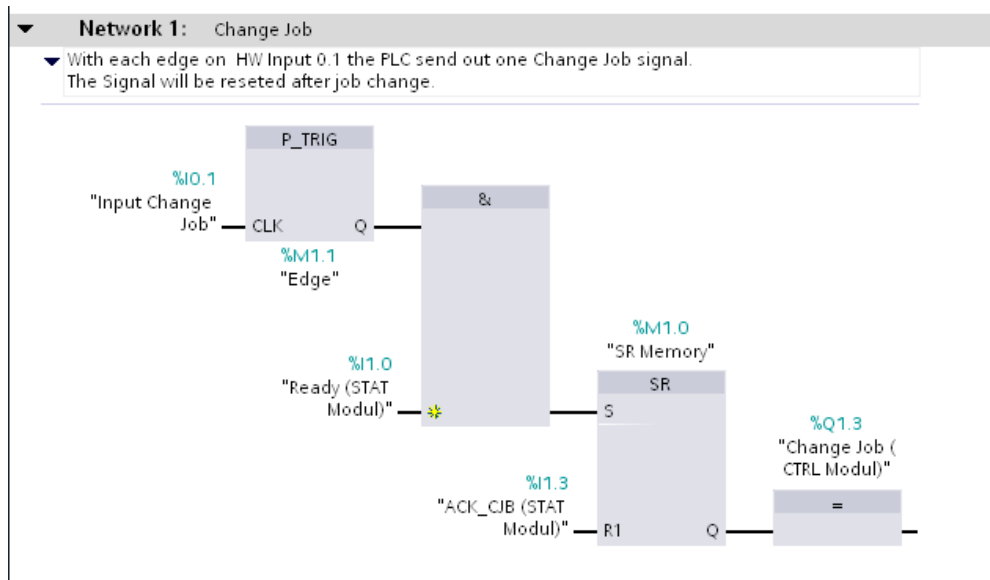 Network 1: Change Job
With each edge on HW Input 0.1 the PLC send out one Change Job signal.
The Signal will be reseted after job change.
P_TRIG
%I0.1
"Input Change
Job"
CLK
Q
%M1.1
"Edge"
&
%I1.0
"Ready (STAT
Modul)"
%M1.0
"SR Memory"
SR
S
%I1.3
"ACK_CJB (STAT
Modul)"
R1
Q
%Q1.3
"Change Job (
CTRL Modul)"
=